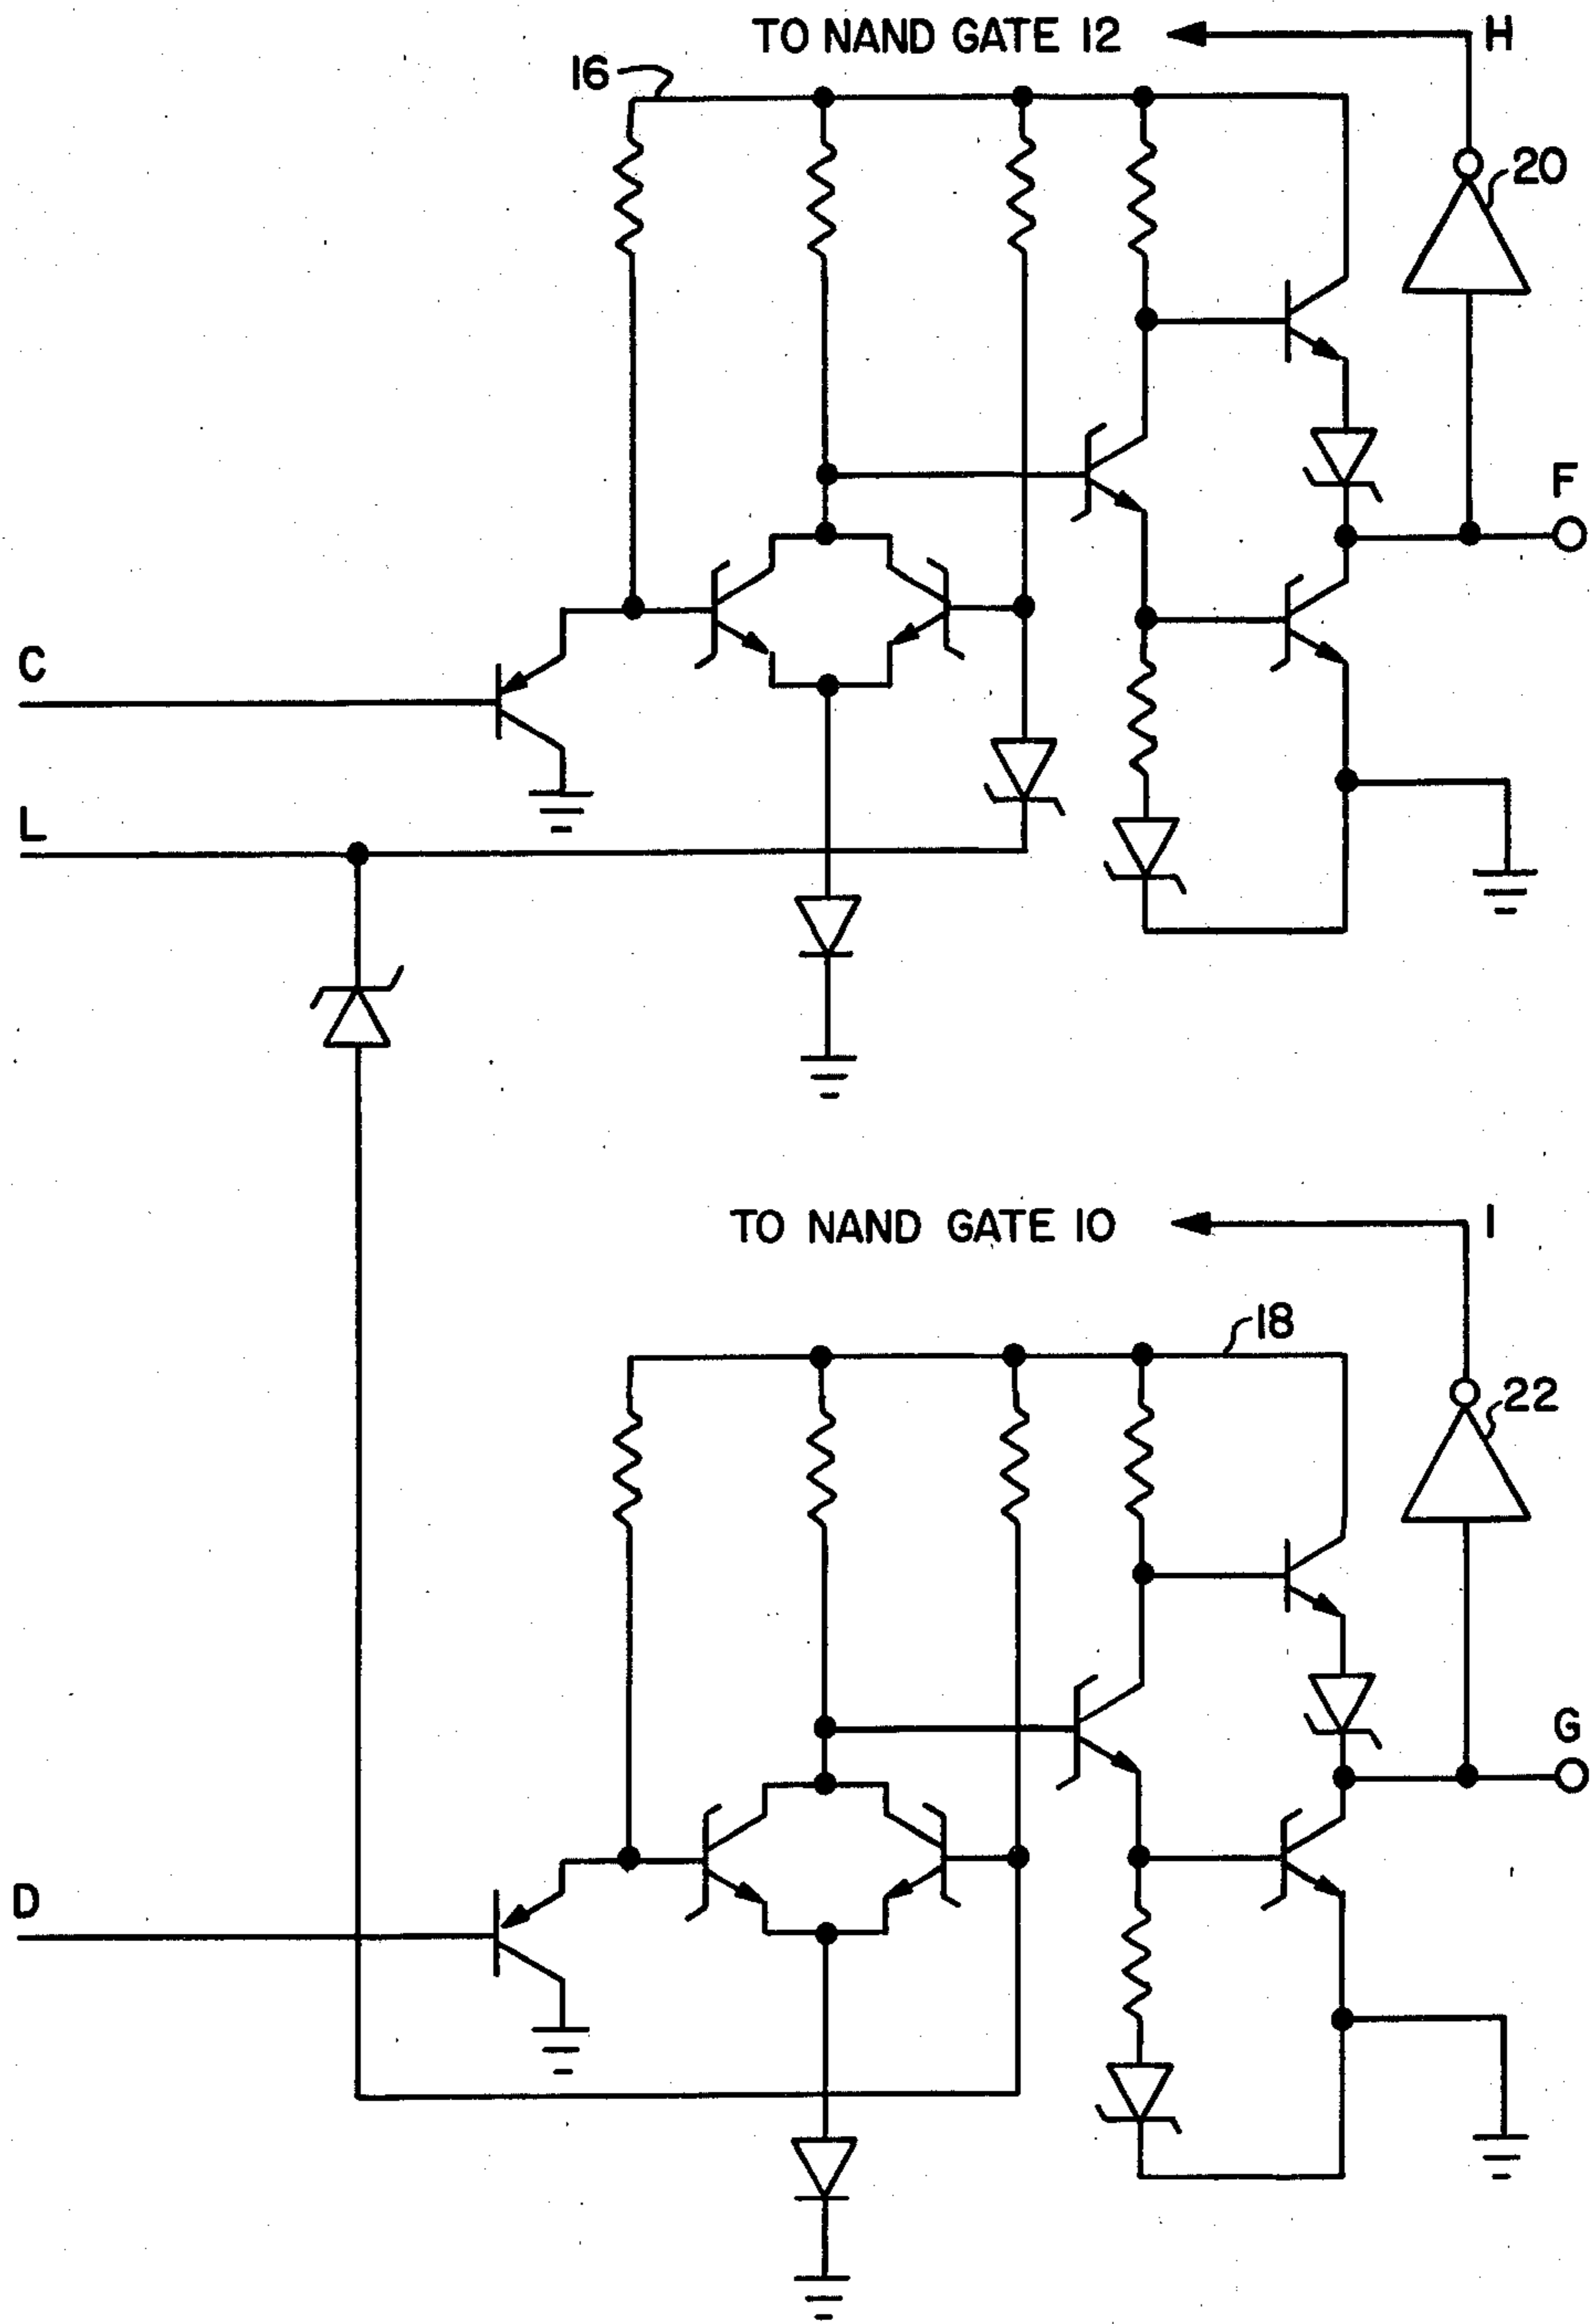 TO NAND GATE 12
H
16
20
F
C
L
TO NAND GATE 10
I
18
22
G
D